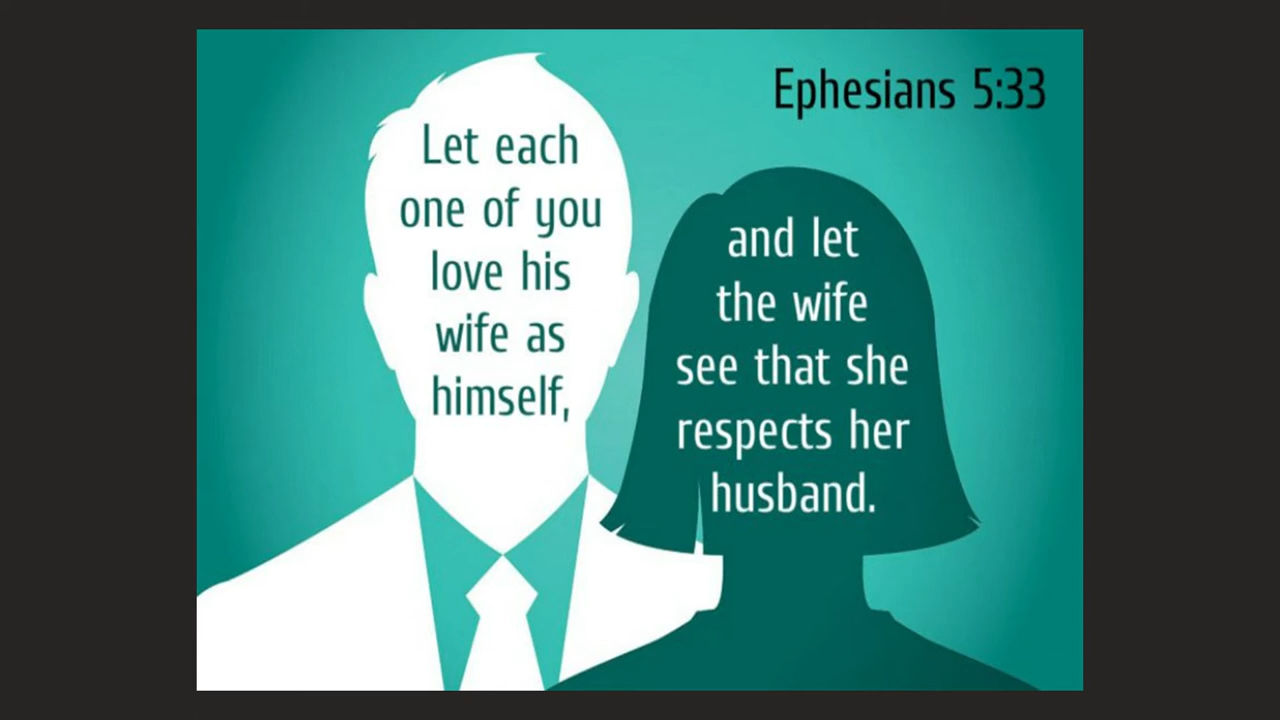 Ephesians 5:33
Let each
one of you
love his
wife as
himself,
and let
the wife
see that she
respects her
husband.